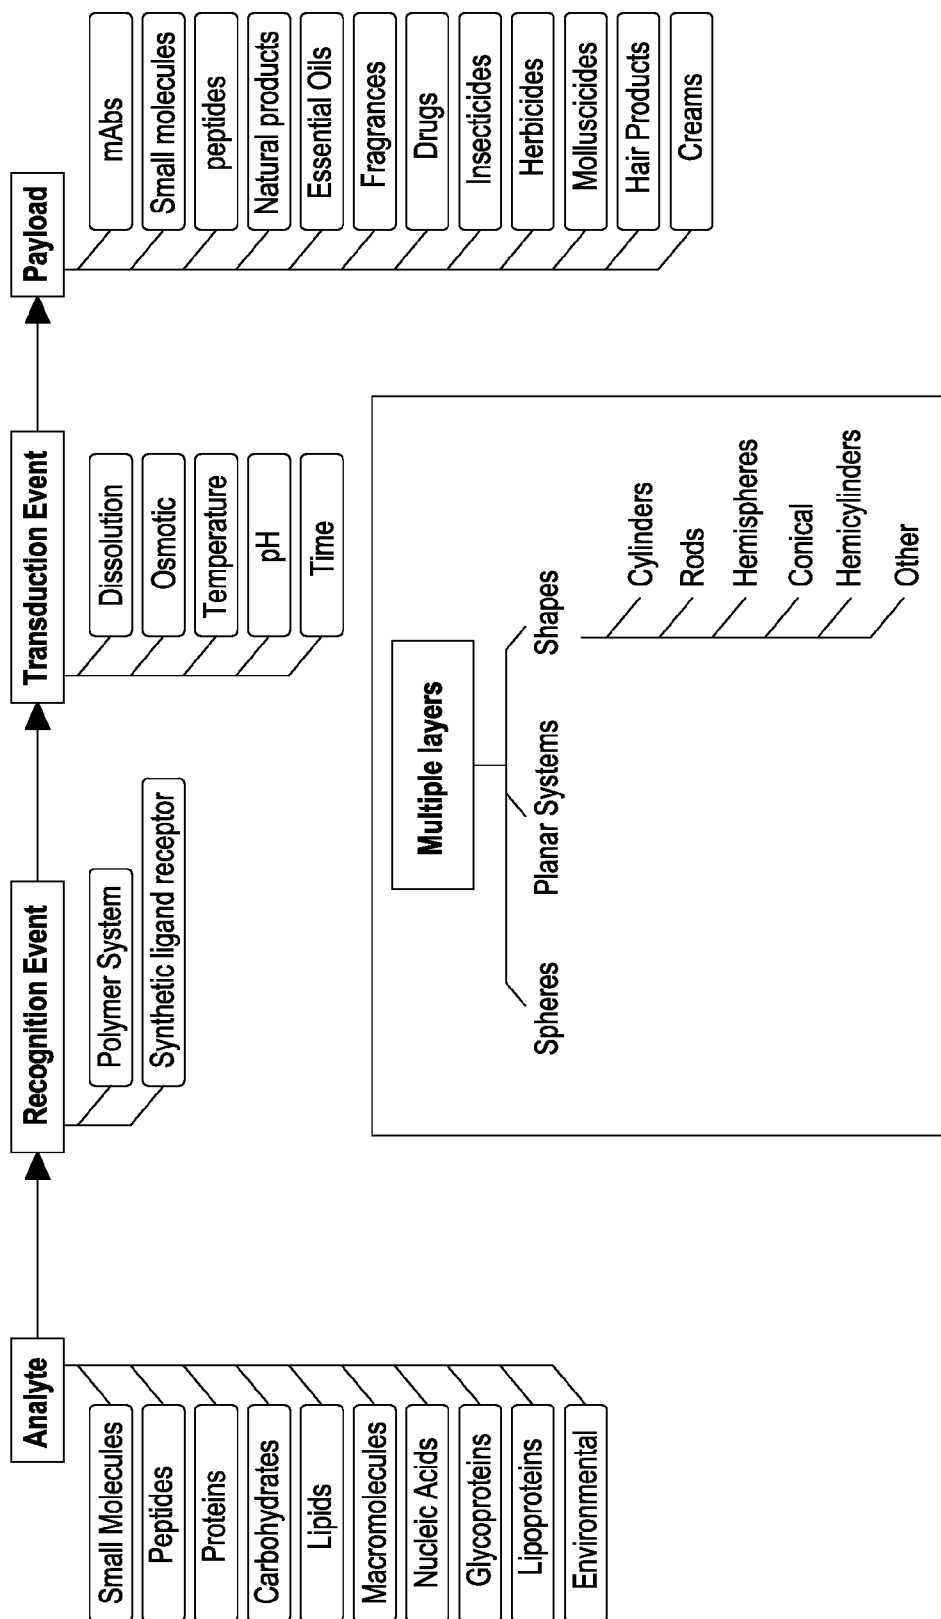 Analyte
Small Molecules
Peptides
Proteins
Carbohydrates
Lipids
Macromolecules
Nucleic Acids
Glycoproteins
Lipoproteins
Environmental
Recognition Event
Polymer System
Synthetic ligand receptor
Transduction Event
Dissolution
Osmotic
Temperature
pH
Time
Payload
mAbs
Small molecules
peptides
Natural products
Essential Oils
Fragrances
Drugs
Insecticides
Herbicides
Molluscicides
Hair Products
Creams
Multiple layers
Spheres
Planar Systems
Shapes
Cylinders
Rods
Hemispheres
Conical
Hemicylinders
Other